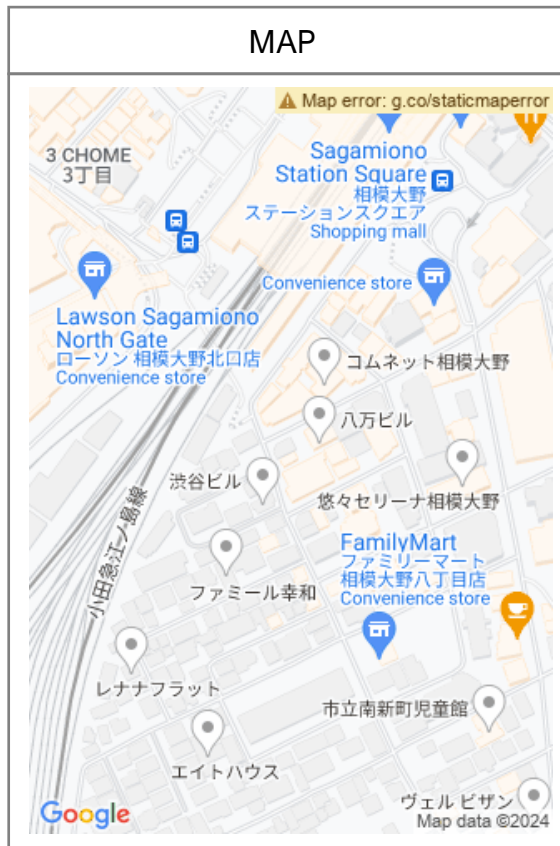 MAP
Map error: g.co/staticmaperror
3 CHOME
3丁目
Sagamiono
Station Square
相模大野
ステーションスクエア
Shopping mall
Convenience store
Lawson Sagamiono
North Gate
ローソン 相模大野北口店
Convenience store
コムネット相模大野
八万ビル
渋谷ビル
悠々セリーナ相模大野
小田急江ノ島線
FamilyMart
ファミリーマート
相模大野八丁目店
Convenience store
ファミール幸和
レナナフラット
市立南新町児童館
エイトハウス
ヴェル ビザン
Google
Map data ©2024